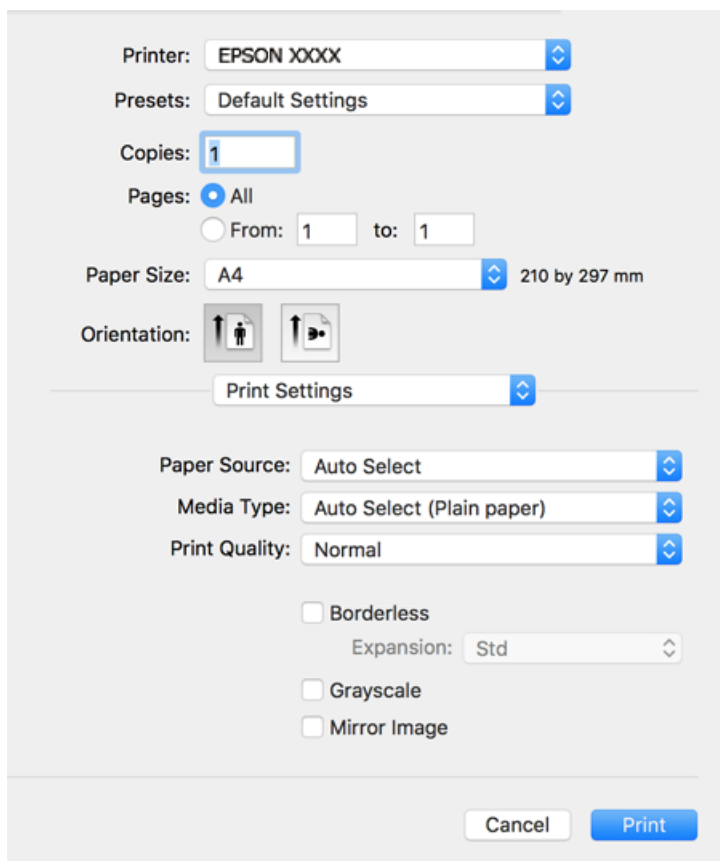 Printer: EPSON XXXX
Presets: Default Settings
Copies: 1
Pages: All
From: 1 to: 1
Paper Size: A4 210 by 297 mm
Orientation:
Print Settings
Paper Source: Auto Select
Media Type: Auto Select (Plain paper)
Print Quality: Normal
Borderless
Expansion: Std
Grayscale
Mirror Image
Cancel Print